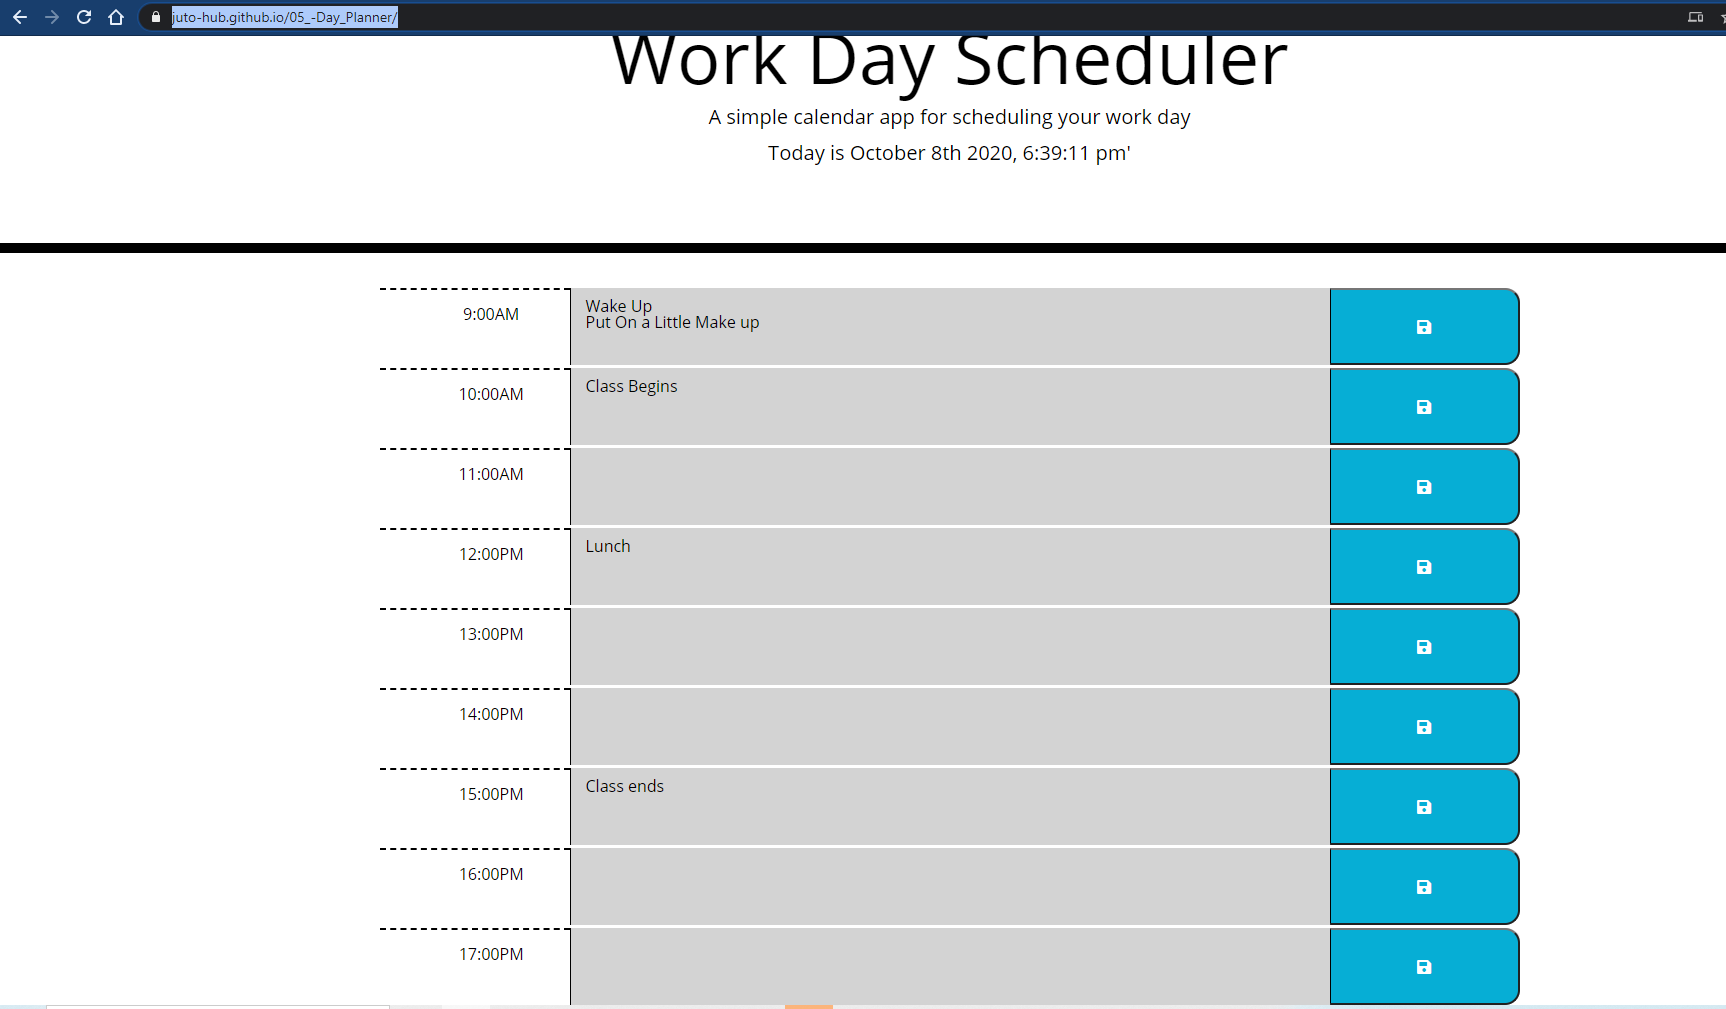 juto-hub.github.io/05_-Day_Planner/
Work Day Scheduler
A simple calendar app for scheduling your work day
Today is October 8th 2020, 6:39:11 pm'
9:00AM
Wake Up
Put On a Little Make up
10:00AM
Class Begins
11:00AM
12:00PM
Lunch
13:00PM
14:00PM
15:00PM
Class ends
16:00PM
17:00PM